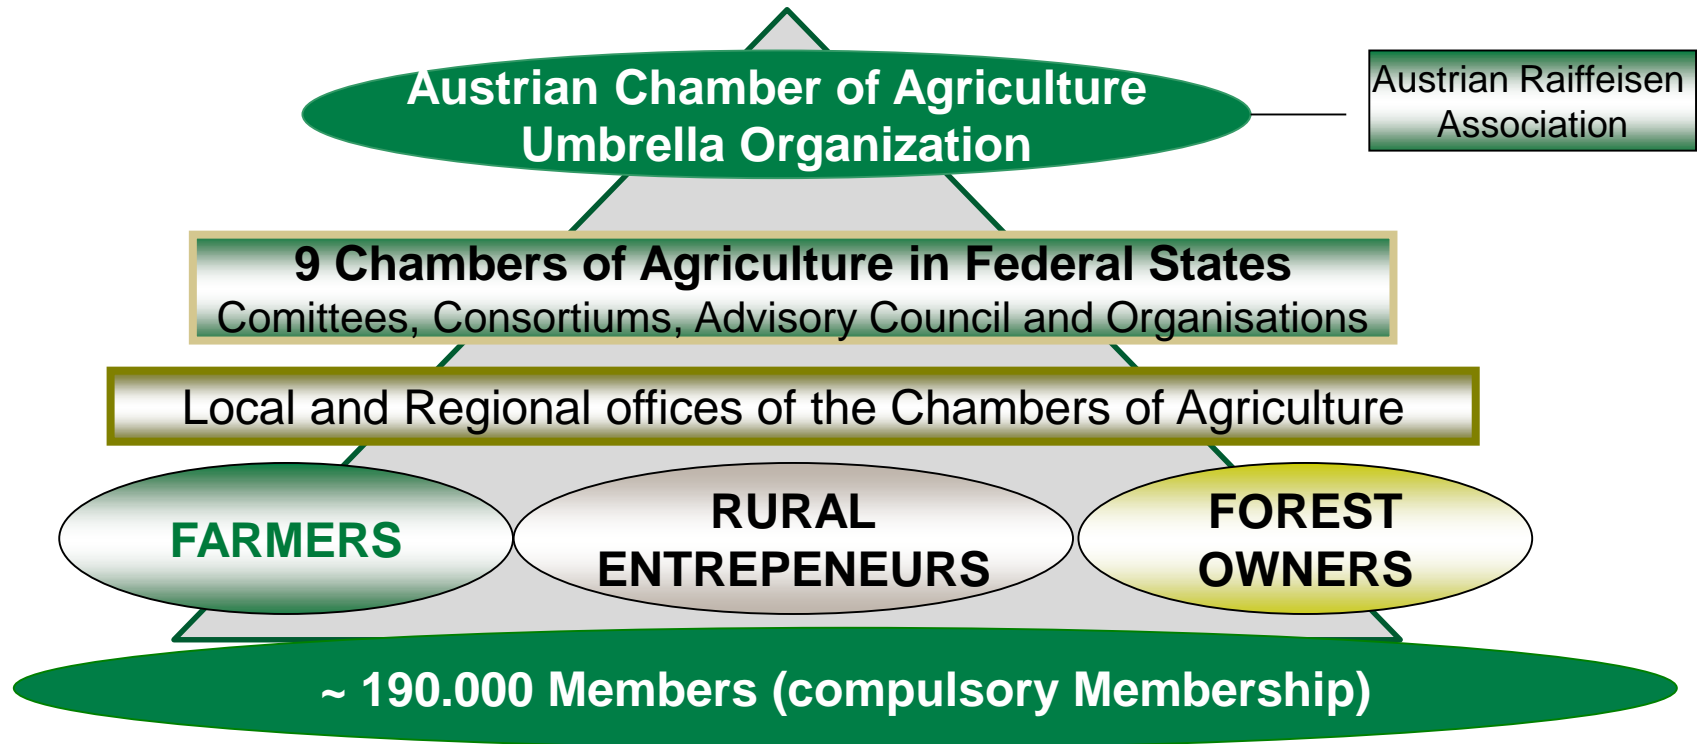 Austrian Chamber of Agriculture
Umbrella Organization
Austrian Raiffeisen
Association
9 Chambers of Agriculture in Federal States
Comittees, Consortiums, Advisory Council and Organisations
Local and Regional offices of the Chambers of Agriculture
FARMERS
RURAL
ENTREPENEURS
FOREST
OWNERS
~ 190.000 Members (compulsory Membership)